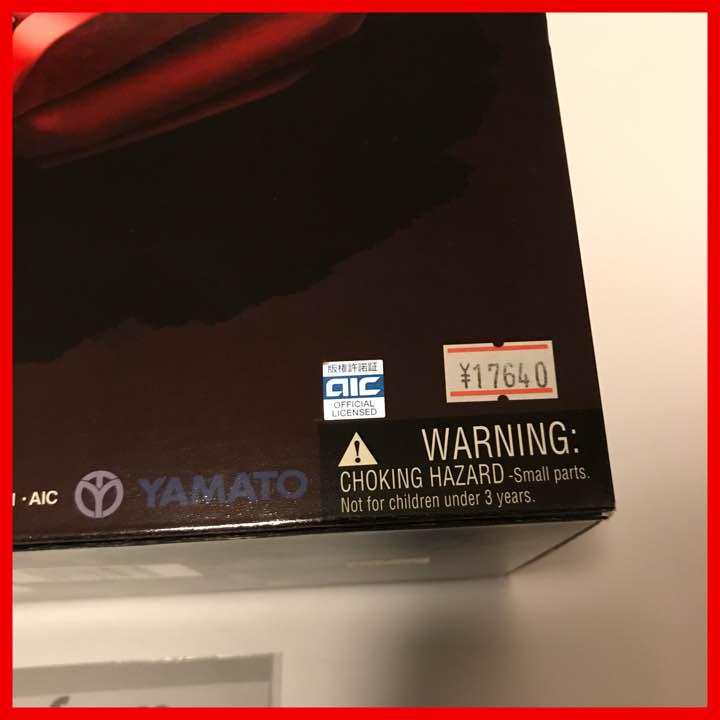 ¥17640
版権許諾証
aic
OFFICIAL
LICENSED
WARNING:
CHOKING HAZARD -Small parts.
Not for children under 3 years.
· AIC
YAMATO